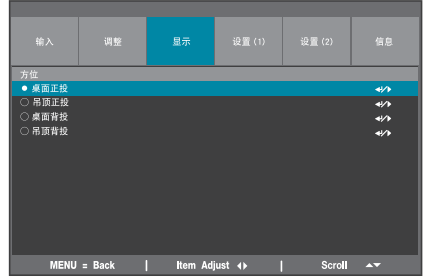 输入 调整 显示 设置 (1) 设置 (2) 信息
方位
桌面正投
吊顶正投
桌面背投
吊顶背投
MENU = Back | Item Adjust | Scroll